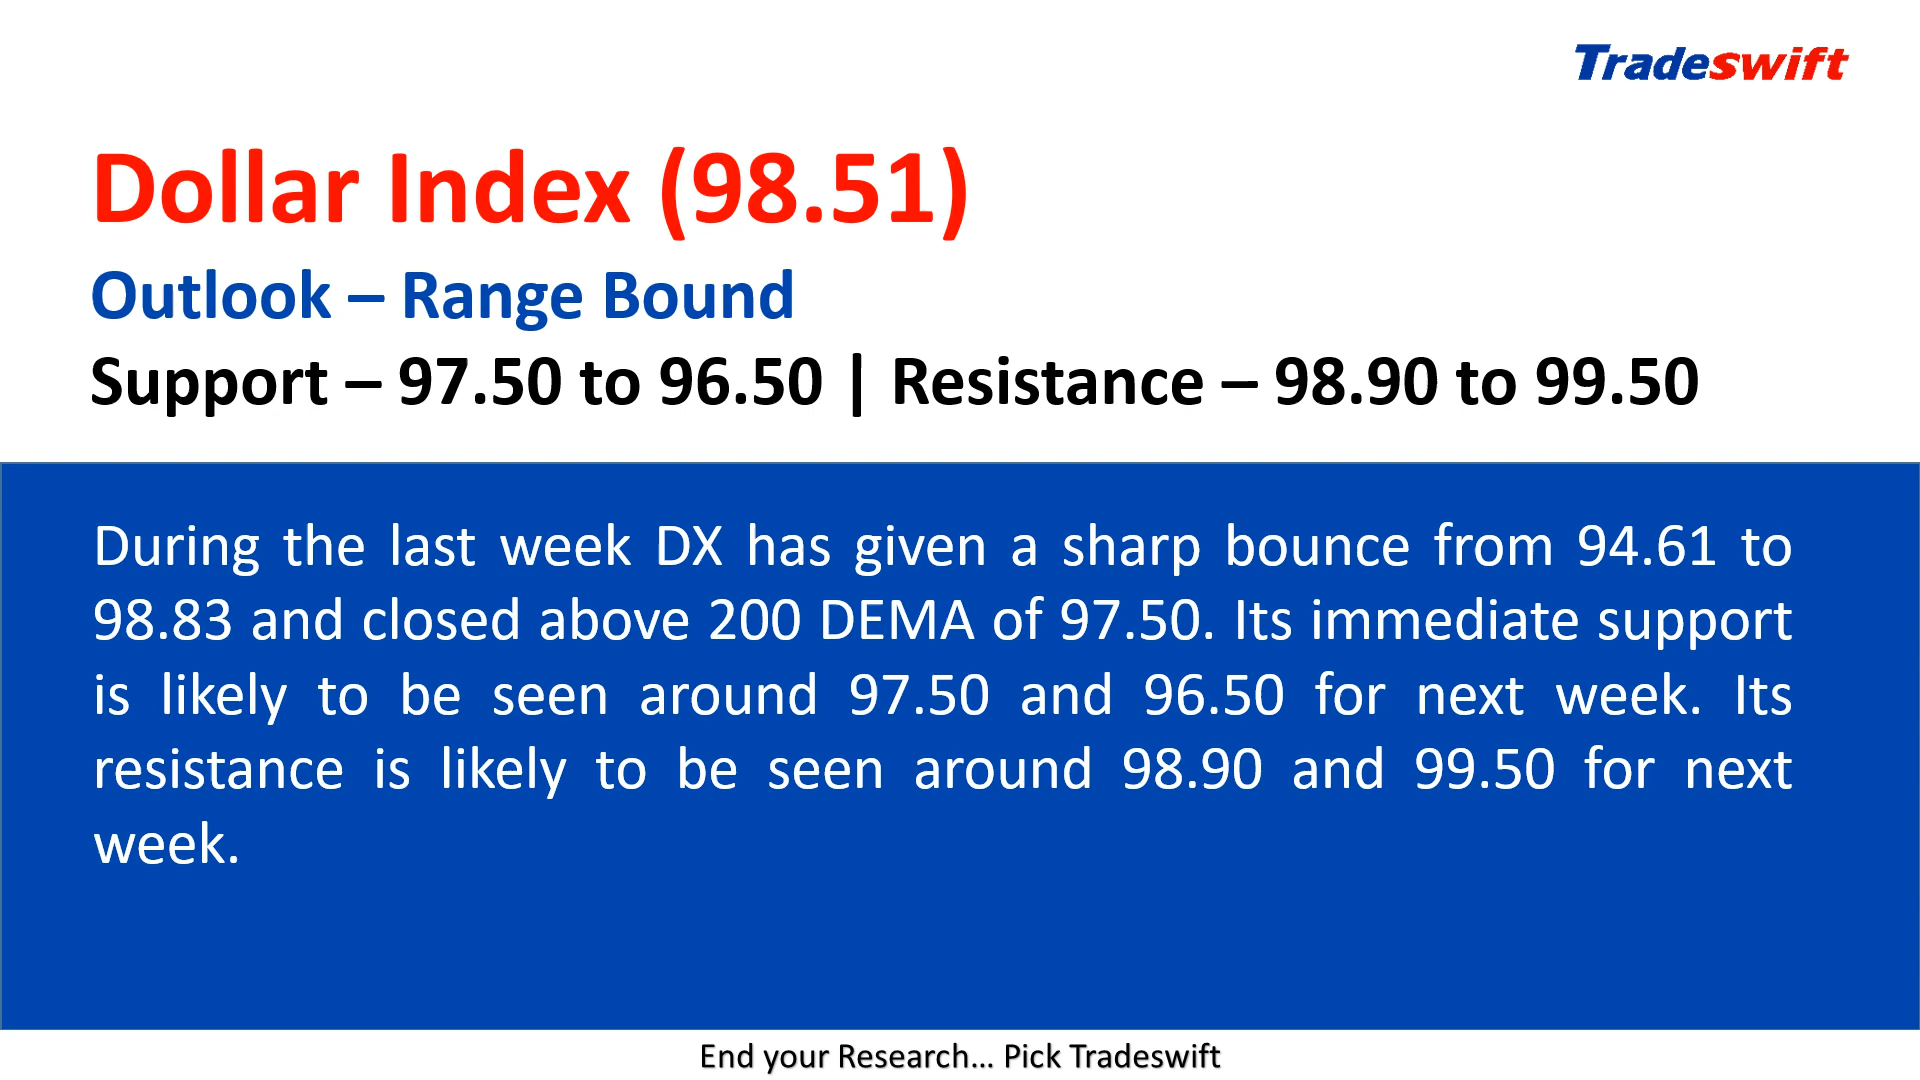 Tradeswift
Dollar Index (98.51)
Outlook – Range Bound
Support – 97.50 to 96.50 | Resistance – 98.90 to 99.50
During the last week DX has given a sharp bounce from 94.61 to
98.83 and closed above 200 DEMA of 97.50. Its immediate support
is likely to be seen around 97.50 and 96.50 for next week. Its
resistance is likely to be seen around 98.90 and 99.50 for next
week.
End your Research... Pick Tradeswift